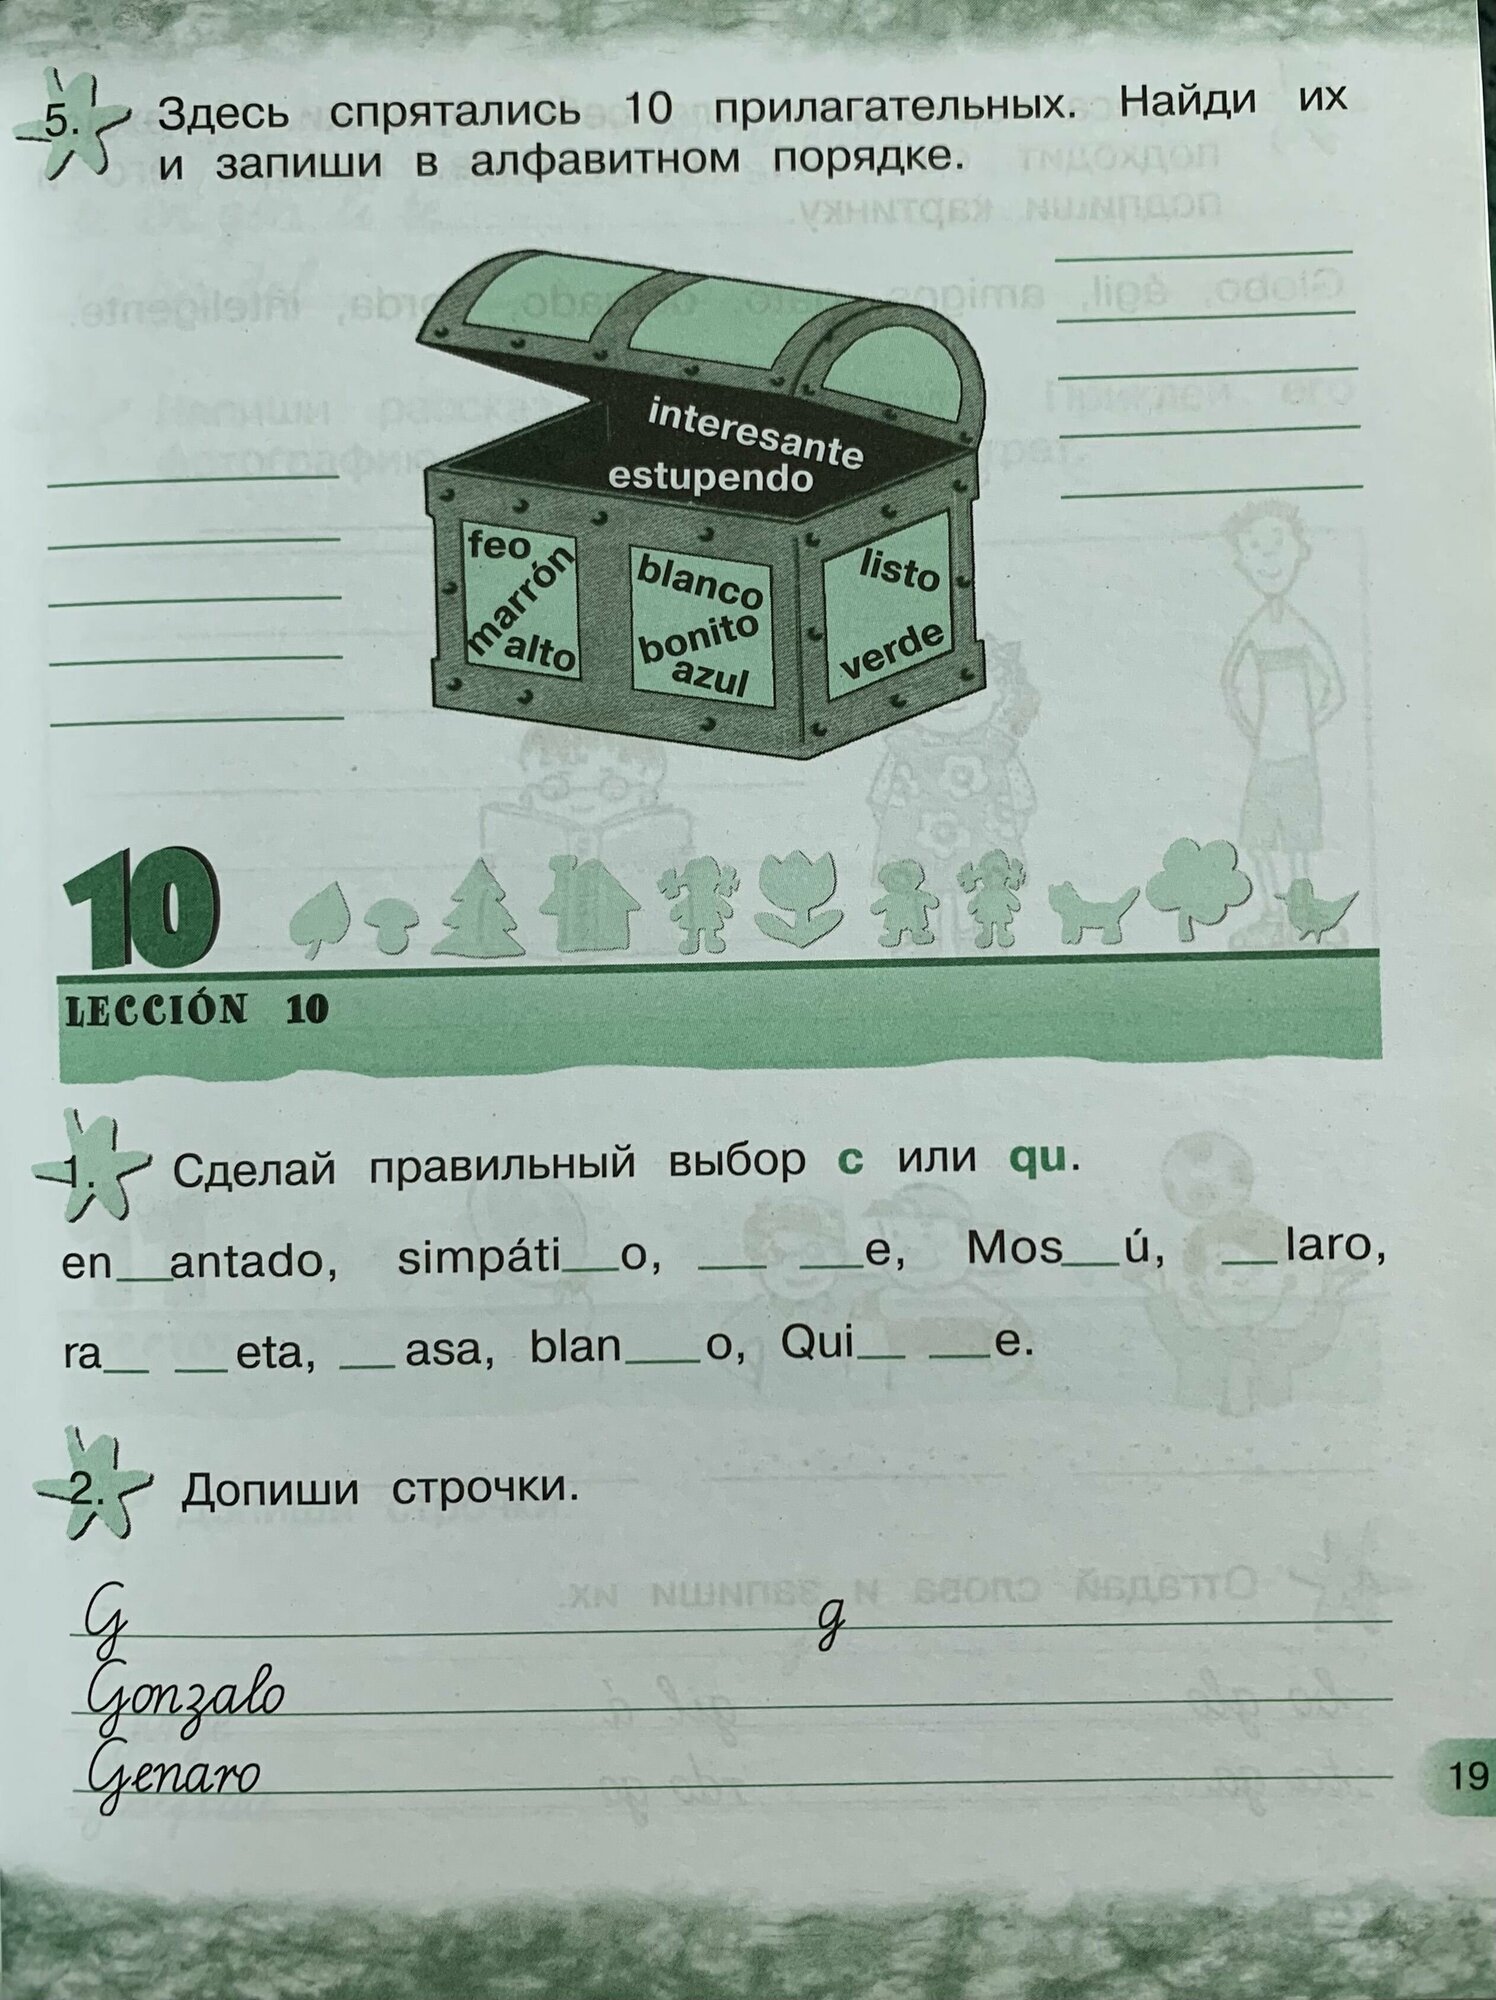 5. Здесь спрятались 10 прилагательных. Найди их
и запиши в алфавитном порядке.
interesante
estupendo
feo
marrón
alto
blanco
bonito
azul
listo
verde
10
LECCIÓN 10
1. Сделай правильный выбор c или qu.
en__antado, simpáti__o, __ __e, Mos__ú, __laro,
ra__ __eta, __asa, blan__o, Qui__ __e.
2. Допиши строчки.
G g
Gonzalo
Genaro
19